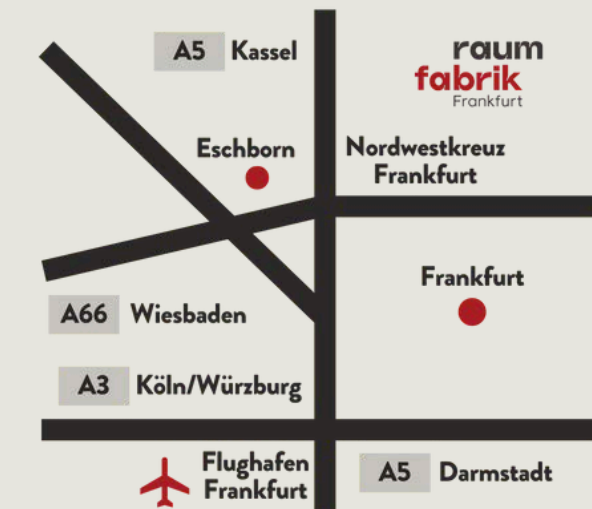 A5 Kassel
raum
fabrik
Frankfurt
Eschborn
Nordwestkreuz
Frankfurt
Frankfurt
A66 Wiesbaden
A3 Köln/Würzburg
Flughafen
Frankfurt
A5 Darmstadt